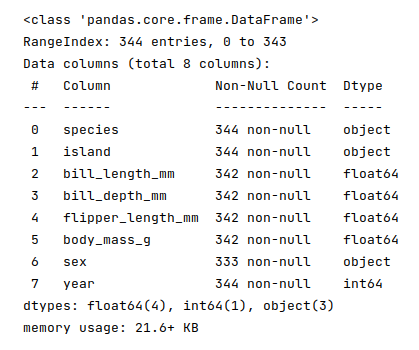 <class 'pandas.core.frame.DataFrame'>
RangeIndex: 344 entries, 0 to 343
Data columns (total 8 columns):
 #   Column             Non-Null Count  Dtype
---  ------             --------------  -----
 0   species            344 non-null    object
 1   island             344 non-null    object
 2   bill_length_mm     342 non-null    float64
 3   bill_depth_mm      342 non-null    float64
 4   flipper_length_mm  342 non-null    float64
 5   body_mass_g        342 non-null    float64
 6   sex                333 non-null    object
 7   year               344 non-null    int64
dtypes: float64(4), int64(1), object(3)
memory usage: 21.6+ KB